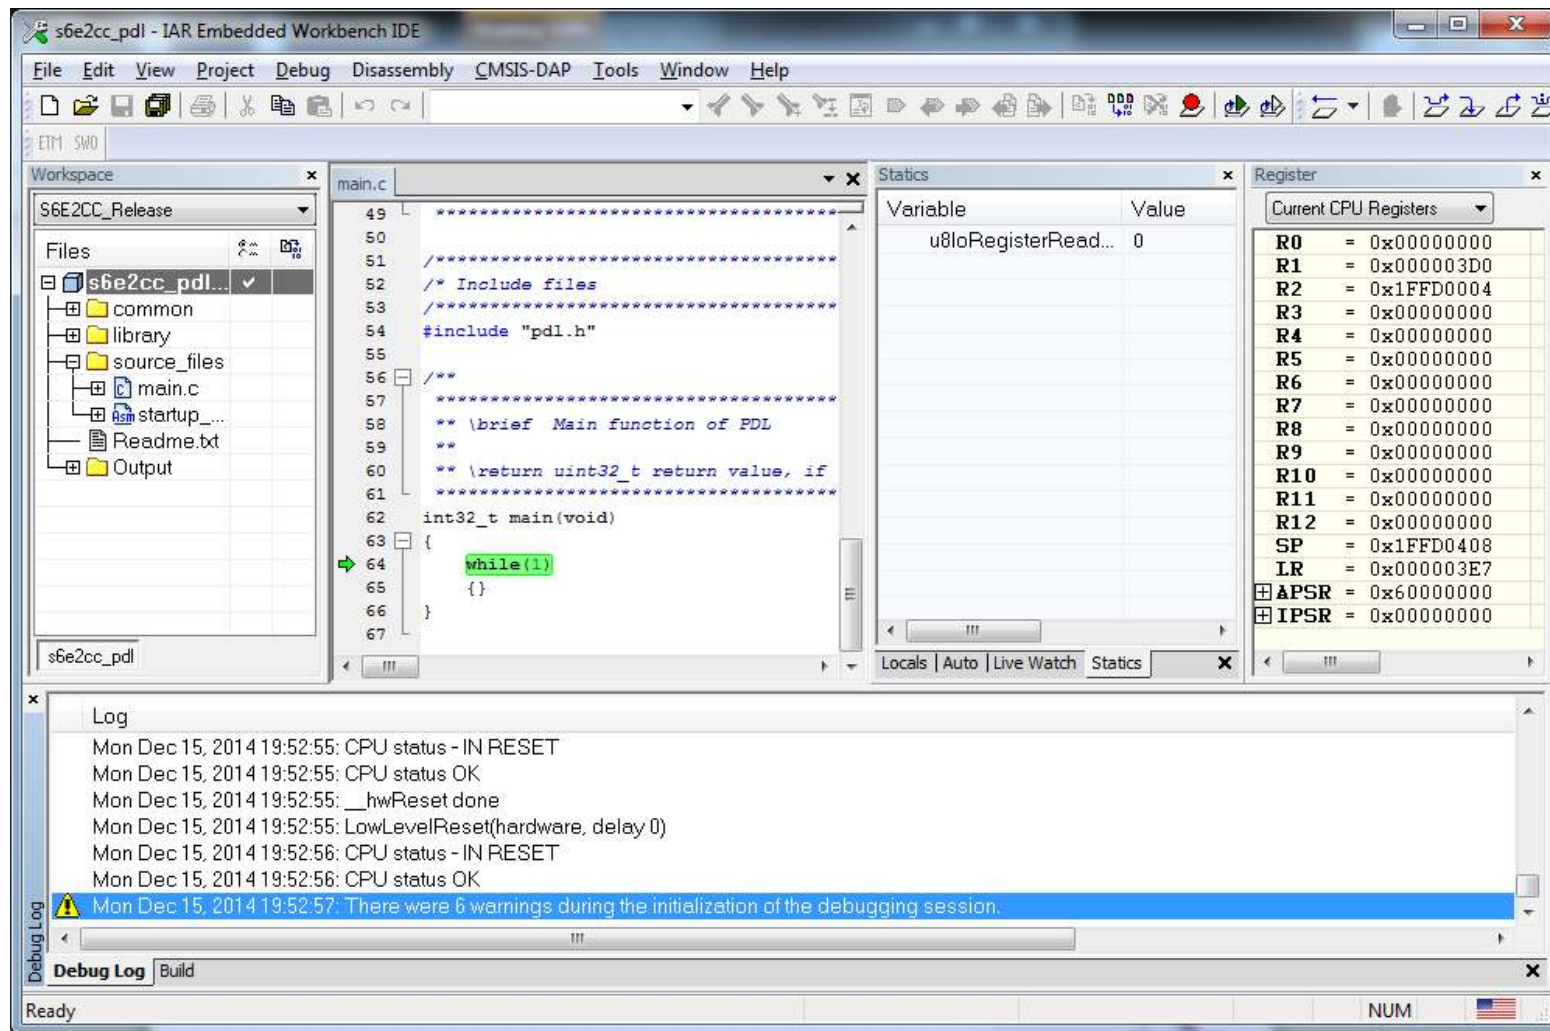 s6e2cc_pdl - IAR Embedded Workbench IDE
File Edit View Project Debug Disassembly CMSIS-DAP Tools Window Help
ETM SWO
Workspace
S6E2CC_Release
Files
s6e2cc_pdl...
common
library
source_files
main.c
startup_...
Readme.txt
Output
s6e2cc_pdl
main.c
49 ****************************************
50
51 /****************************************
52 /* Include files
53 /****************************************
54 #include "pdl.h"
55
56 /**
57 ****************************************
58 ** \brief Main function of PDL
59 **
60 ** \return uint32_t return value, if
61 ****************************************
62 int32_t main(void)
63 {
64 while(1)
65 {}
66 }
67
Statics
Variable Value
u8IoRegisterRead... 0
Locals Auto Live Watch Statics
Register
Current CPU Registers
R0 = 0x00000000
R1 = 0x000003D0
R2 = 0x1FFD0004
R3 = 0x00000000
R4 = 0x00000000
R5 = 0x00000000
R6 = 0x00000000
R7 = 0x00000000
R8 = 0x00000000
R9 = 0x00000000
R10 = 0x00000000
R11 = 0x00000000
R12 = 0x00000000
SP = 0x1FFD0408
LR = 0x000003E7
APSR = 0x60000000
IPSR = 0x00000000
Log
Mon Dec 15, 2014 19:52:55: CPU status - IN RESET
Mon Dec 15, 2014 19:52:55: CPU status OK
Mon Dec 15, 2014 19:52:55: __hwReset done
Mon Dec 15, 2014 19:52:55: LowLevelReset(hardware, delay 0)
Mon Dec 15, 2014 19:52:56: CPU status - IN RESET
Mon Dec 15, 2014 19:52:56: CPU status OK
Mon Dec 15, 2014 19:52:57: There were 6 warnings during the initialization of the debugging session.
Debug Log
Debug Log Build
Ready NUM